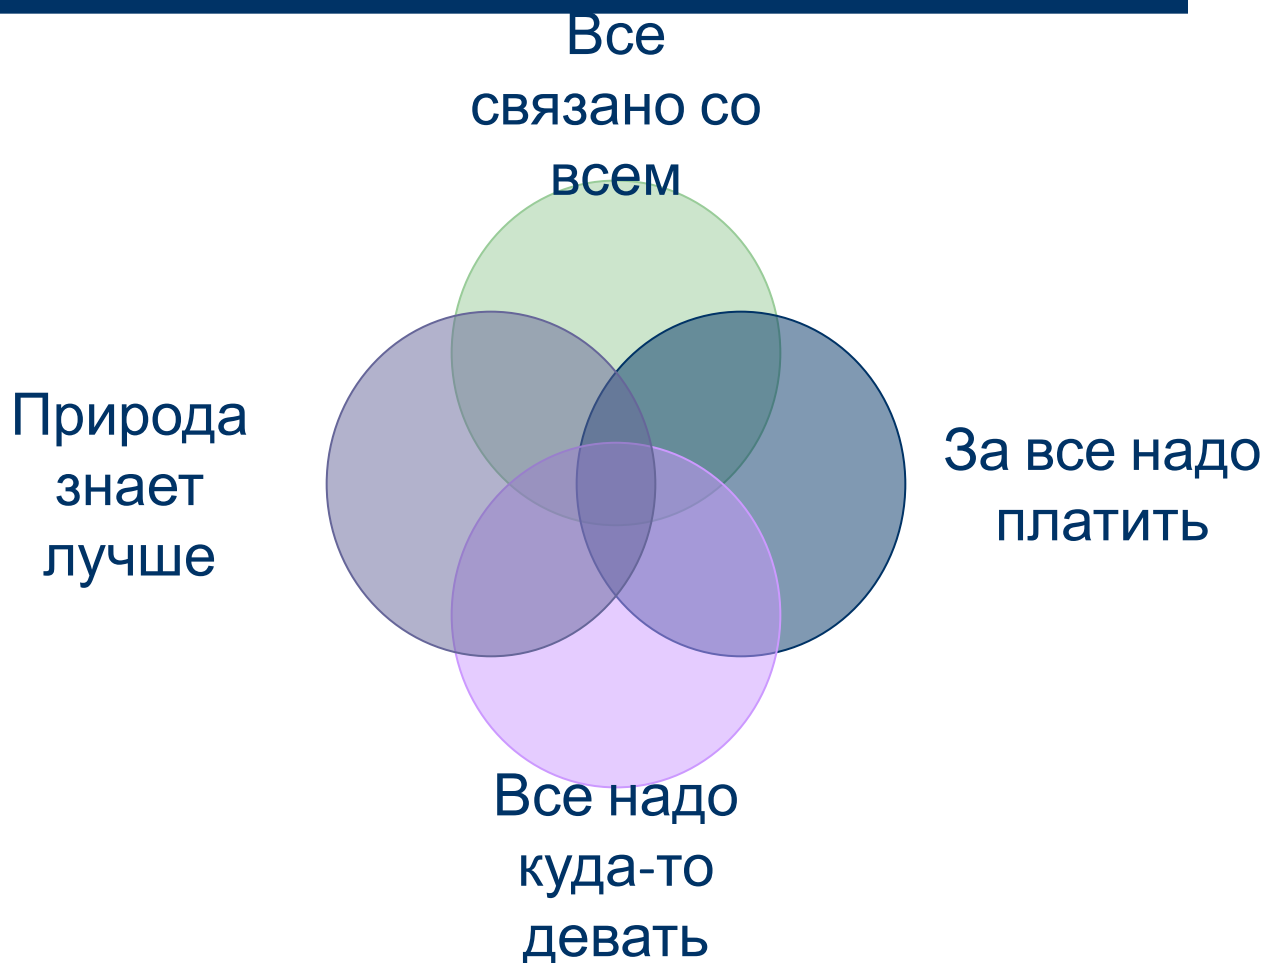 Все
связано со
всем
Природа
знает
лучше
За все надо
платить
Все надо
куда-то
девать